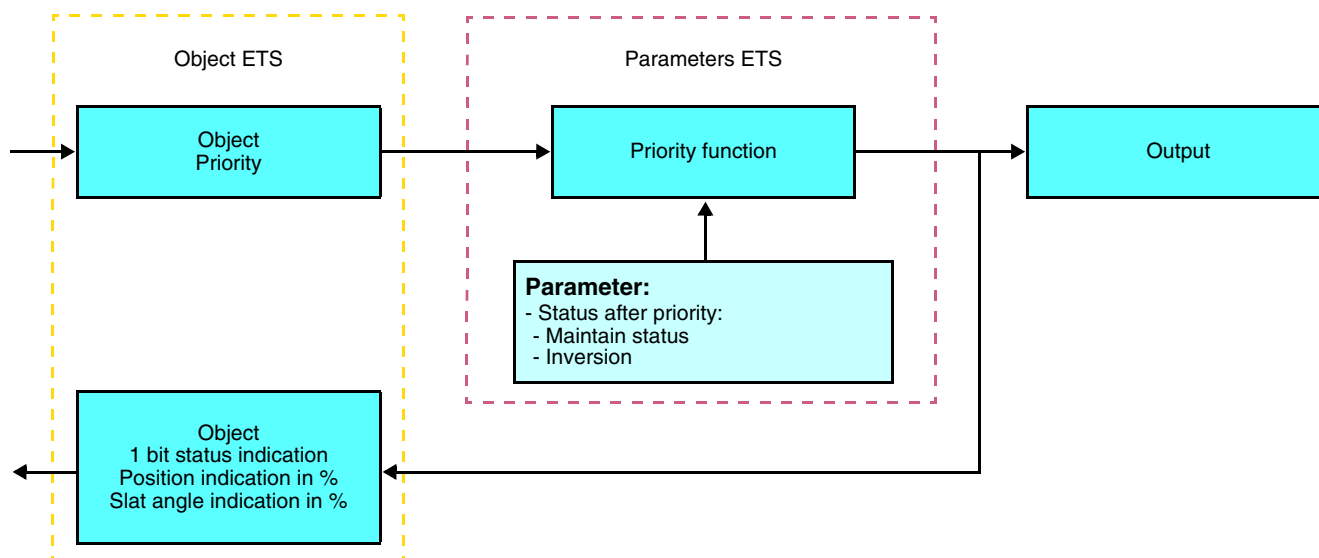 Object ETS
Parameters ETS
Object
Priority
Priority function
Output
Parameter:
- Status after priority:
- Maintain status
- Inversion
Object
1 bit status indication
Position indication in %
Slat angle indication in %